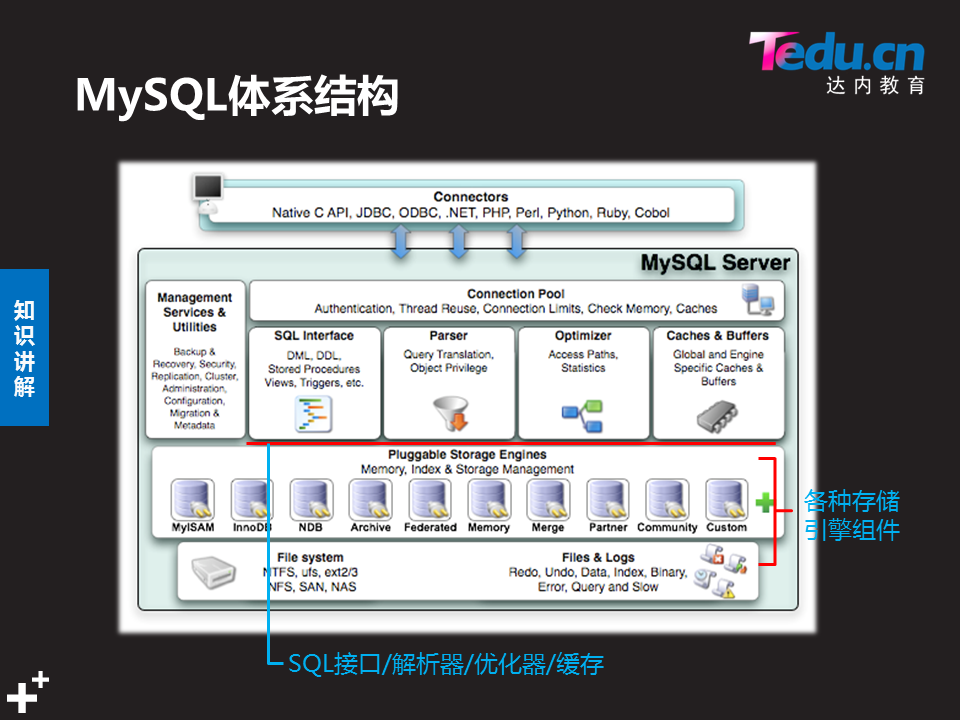 Tedu.cn
达内教育
MySQL体系结构
知
识
讲
解
Connectors
Native C API, JDBC, ODBC, .NET, PHP, Perl, Python, Ruby, Cobol
MySQL Server
Management
Services &
Utilities
Backup &
Recovery, Security,
Replication, Cluster,
Administration,
Configuration,
Migration &
Metadata
Connection Pool
Authentication, Thread Reuse, Connection Limits, Check Memory, Caches
SQL Interface
DML, DDL,
Stored Procedures
Views, Triggers, etc.
Parser
Query Translation,
Object Privilege
Optimizer
Access Paths,
Statistics
Caches & Buffers
Global and Engine
Specific Caches &
Buffers
Pluggable Storage Engines
Memory, Index & Storage Management
MyISAM InnoDB NDB Archive Federated Memory Merge Partner Community Custom
各种存储
引擎组件
File system
NTFS, ufs, ext2/3
NFS, SAN, NAS
Files & Logs
Redo, Undo, Data, Index, Binary,
Error, Query and Slow
SQL接口/解析器/优化器/缓存